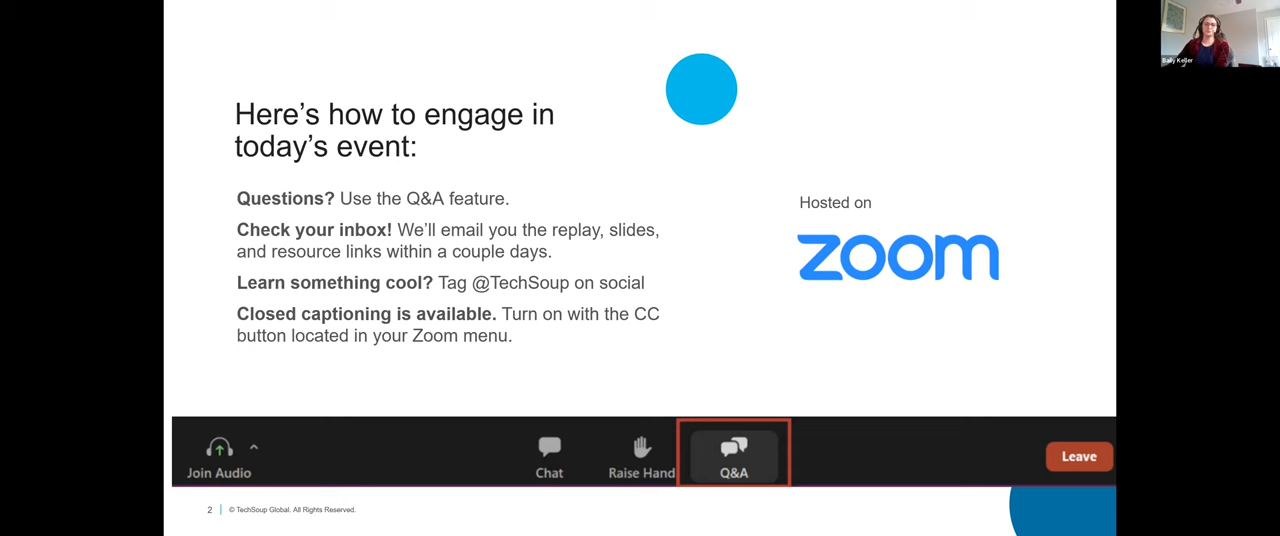 Here’s how to engage in
today’s event:
Questions? Use the Q&A feature.
Check your inbox! We’ll email you the replay, slides,
and resource links within a couple days.
Learn something cool? Tag @TechSoup on social
Closed captioning is available. Turn on with the CC
button located in your Zoom menu.
Hosted on
zoom
Join Audio
Chat
Raise Hand
Q&A
Leave
2
© TechSoup Global. All Rights Reserved.
Baily Keller